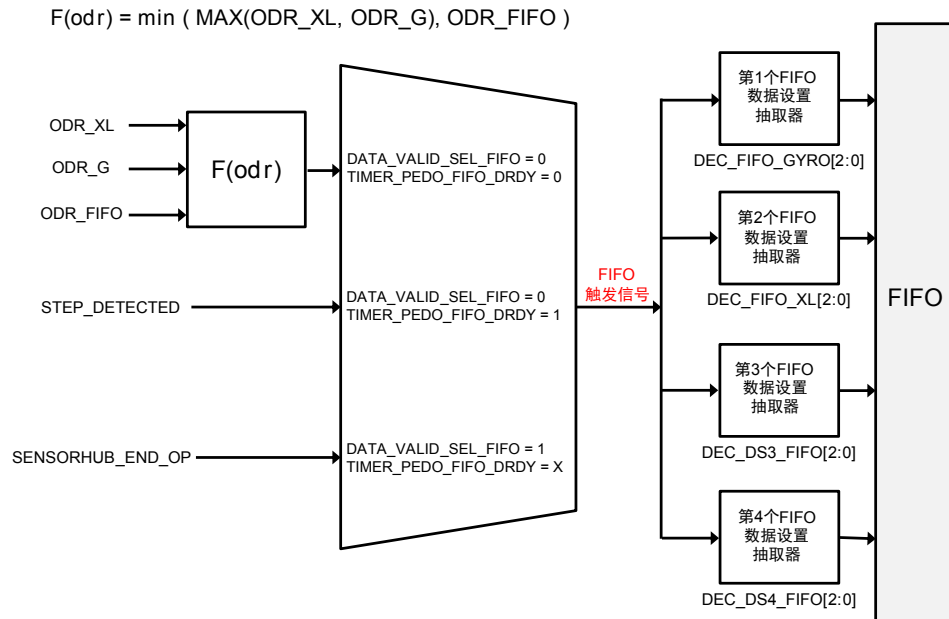 F(odr) = min ( MAX(ODR_XL, ODR_G), ODR_FIFO )
ODR_XL
ODR_G
ODR_FIFO
F(odr)
DATA_VALID_SEL_FIFO = 0
TIMER_PEDO_FIFO_DRDY = 0
STEP_DETECTED
DATA_VALID_SEL_FIFO = 0
TIMER_PEDO_FIFO_DRDY = 1
SENSORHUB_END_OP
DATA_VALID_SEL_FIFO = 1
TIMER_PEDO_FIFO_DRDY = X
FIFO
触发信号
第1个FIFO
数据设置
抽取器
DEC_FIFO_GYRO[2:0]
第2个FIFO
数据设置
抽取器
DEC_FIFO_XL[2:0]
第3个FIFO
数据设置
抽取器
DEC_DS3_FIFO[2:0]
第4个FIFO
数据设置
抽取器
DEC_DS4_FIFO[2:0]
FIFO